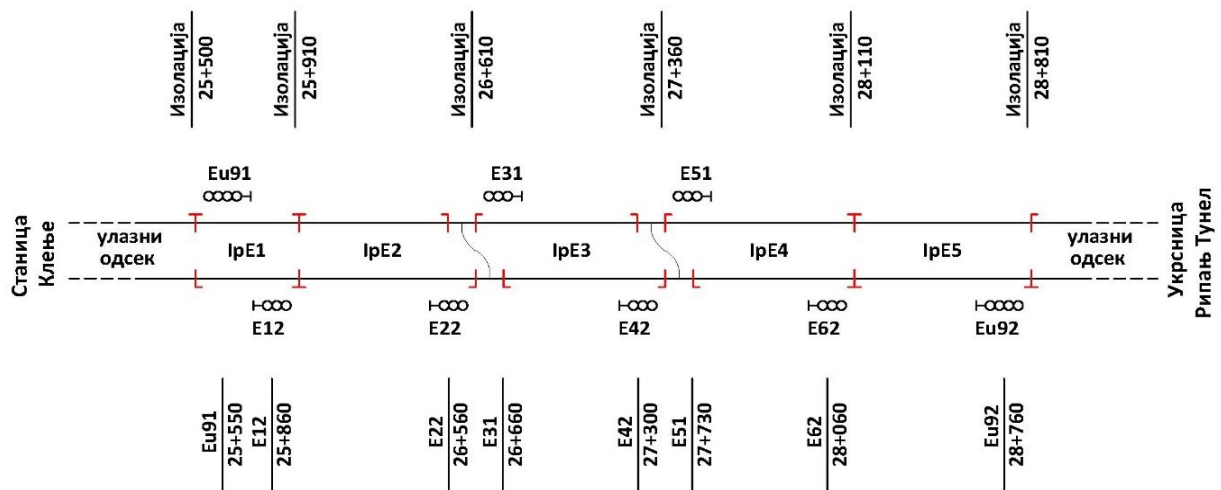 Изолација
25+500
Изолација
25+910
Изолација
26+610
Изолација
27+360
Изолација
28+110
Изолација
28+810
Eu91
E31
E51
Станица
Клење
улазни
одсек
IpE1
IpE2
IpE3
IpE4
IpE5
улазни
одсек
Укрсница
Рипањ Тунел
E12
E22
E42
E62
Eu92
Eu91
25+550
E12
25+860
E22
26+560
E31
26+660
E42
27+300
E51
27+730
E62
28+060
Eu92
28+760